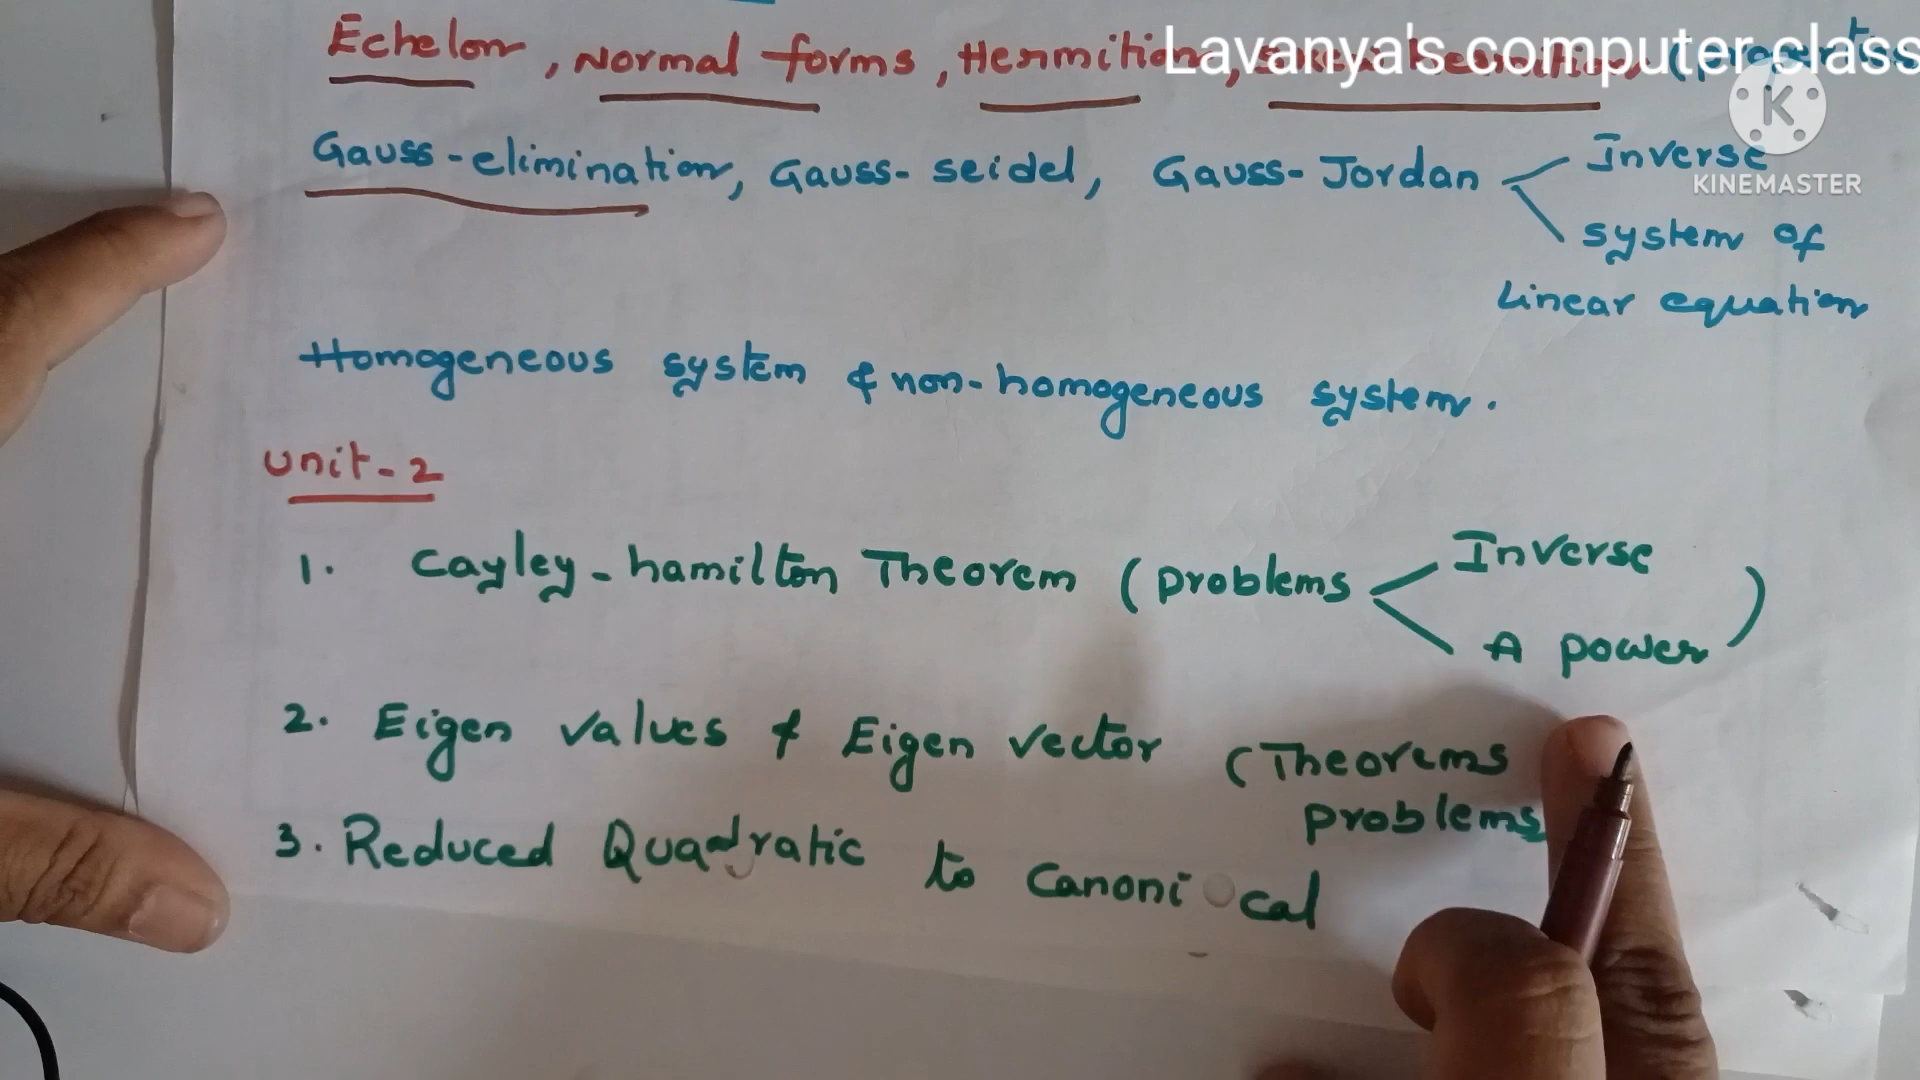 Echelon, Normal forms, Hermition, (properties
Lavanya's computer class
KINEMASTER
Gauss-elimination, Gauss-seidel, Gauss-Jordan Inverse
system of
Linear equation
Homogeneous system & non-homogeneous system.
Unit-2
1. Cayley-hamilton Theorem (problems Inverse
A power)
2. Eigen values & Eigen vector (Theorems
problems
3. Reduced Quadratic to Canonical